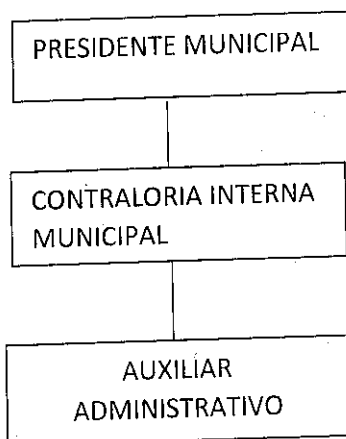 PRESIDENTE MUNICIPAL
CONTRALORIA INTERNA
MUNICIPAL
AUXILIAR
ADMINISTRATIVO